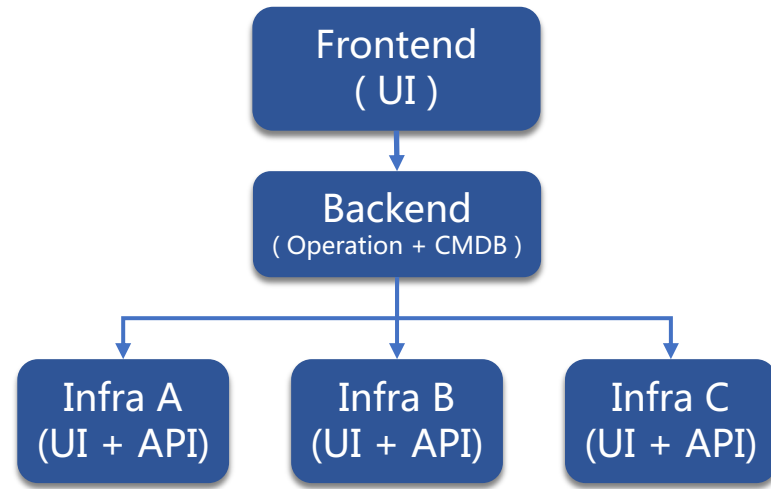 Frontend
( UI )
Backend
( Operation + CMDB )
Infra A
(UI + API)
Infra B
(UI + API)
Infra C
(UI + API)